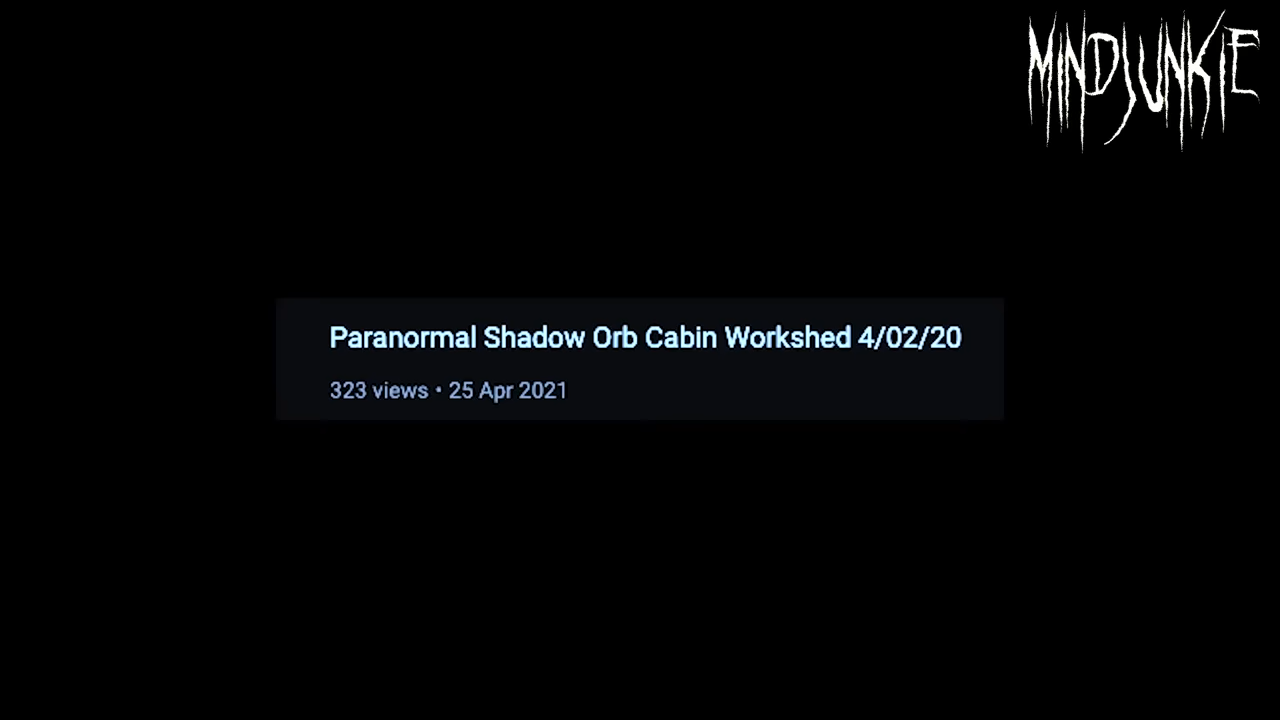 MINDJUNKIE
Paranormal Shadow Orb Cabin Workshed 4/02/20
323 views • 25 Apr 2021